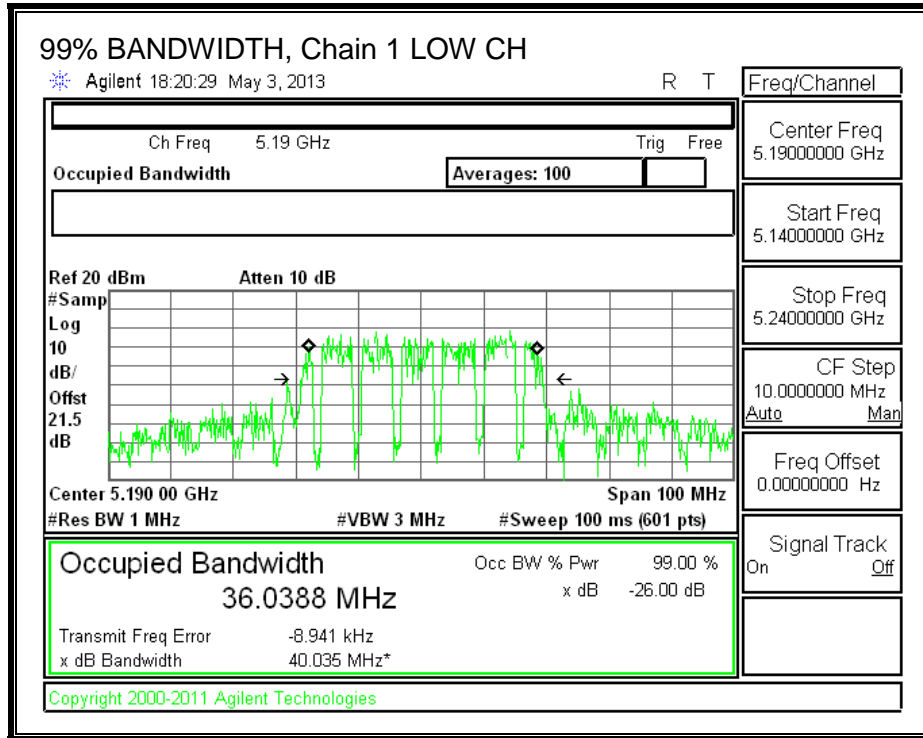 99% BANDWIDTH, Chain 1 LOW CH
Agilent 18:20:29 May 3, 2013 R T
Ch Freq 5.19 GHz Trig Free
Occupied Bandwidth Averages: 100
Ref 20 dBm Atten 10 dB
#Samp
Log
10
dB/
Offst
21.5
dB
Center 5.190 00 GHz Span 100 MHz
#Res BW 1 MHz #VBW 3 MHz #Sweep 100 ms (601 pts)
Occupied Bandwidth Occ BW % Pwr 99.00 %
36.0388 MHz x dB -26.00 dB
Transmit Freq Error -8.941 kHz
x dB Bandwidth 40.035 MHz*
Copyright 2000-2011 Agilent Technologies
Freq/Channel
Center Freq
5.19000000 GHz
Start Freq
5.14000000 GHz
Stop Freq
5.24000000 GHz
CF Step
10.0000000 MHz
Auto Man
Freq Offset
0.00000000 Hz
Signal Track
On Off